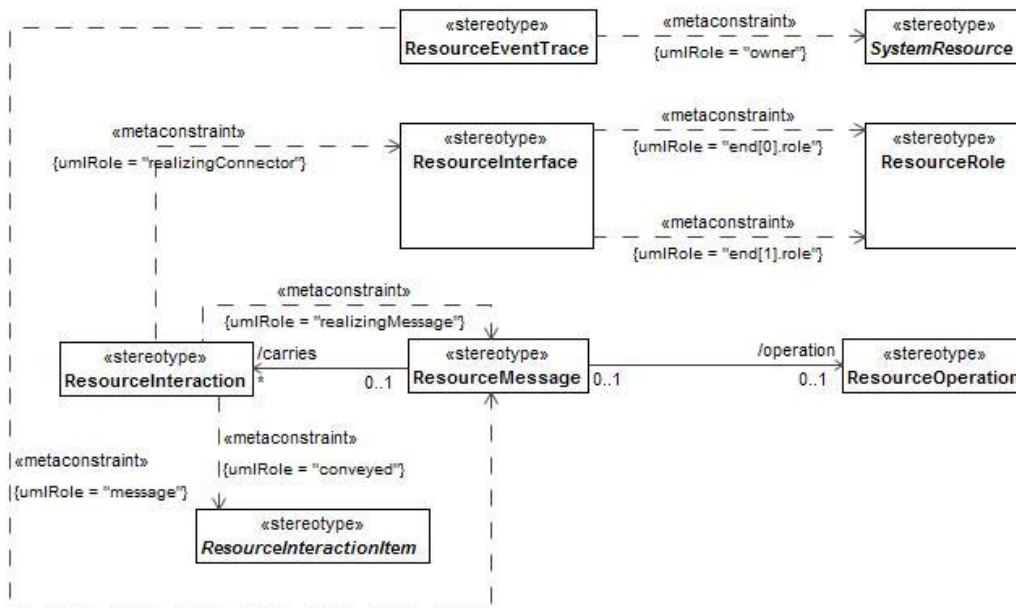 «stereotype»
ResourceEventTrace
«metaconstraint»
{umlRole = "owner"}
«stereotype»
SystemResource
«metaconstraint»
{umlRole = "realizingConnector"}
«stereotype»
ResourceInterface
«metaconstraint»
{umlRole = "end[0].role"}
«stereotype»
ResourceRole
«metaconstraint»
{umlRole = "end[1].role"}
«metaconstraint»
{umlRole = "realizingMessage"}
«stereotype»
ResourceInteraction
/carries
*
0..1
«stereotype»
ResourceMessage
/operation
0..1
0..1
«stereotype»
ResourceOperation
«metaconstraint»
{umlRole = "conveyed"}
«metaconstraint»
{umlRole = "message"}
«stereotype»
ResourceInteractionItem